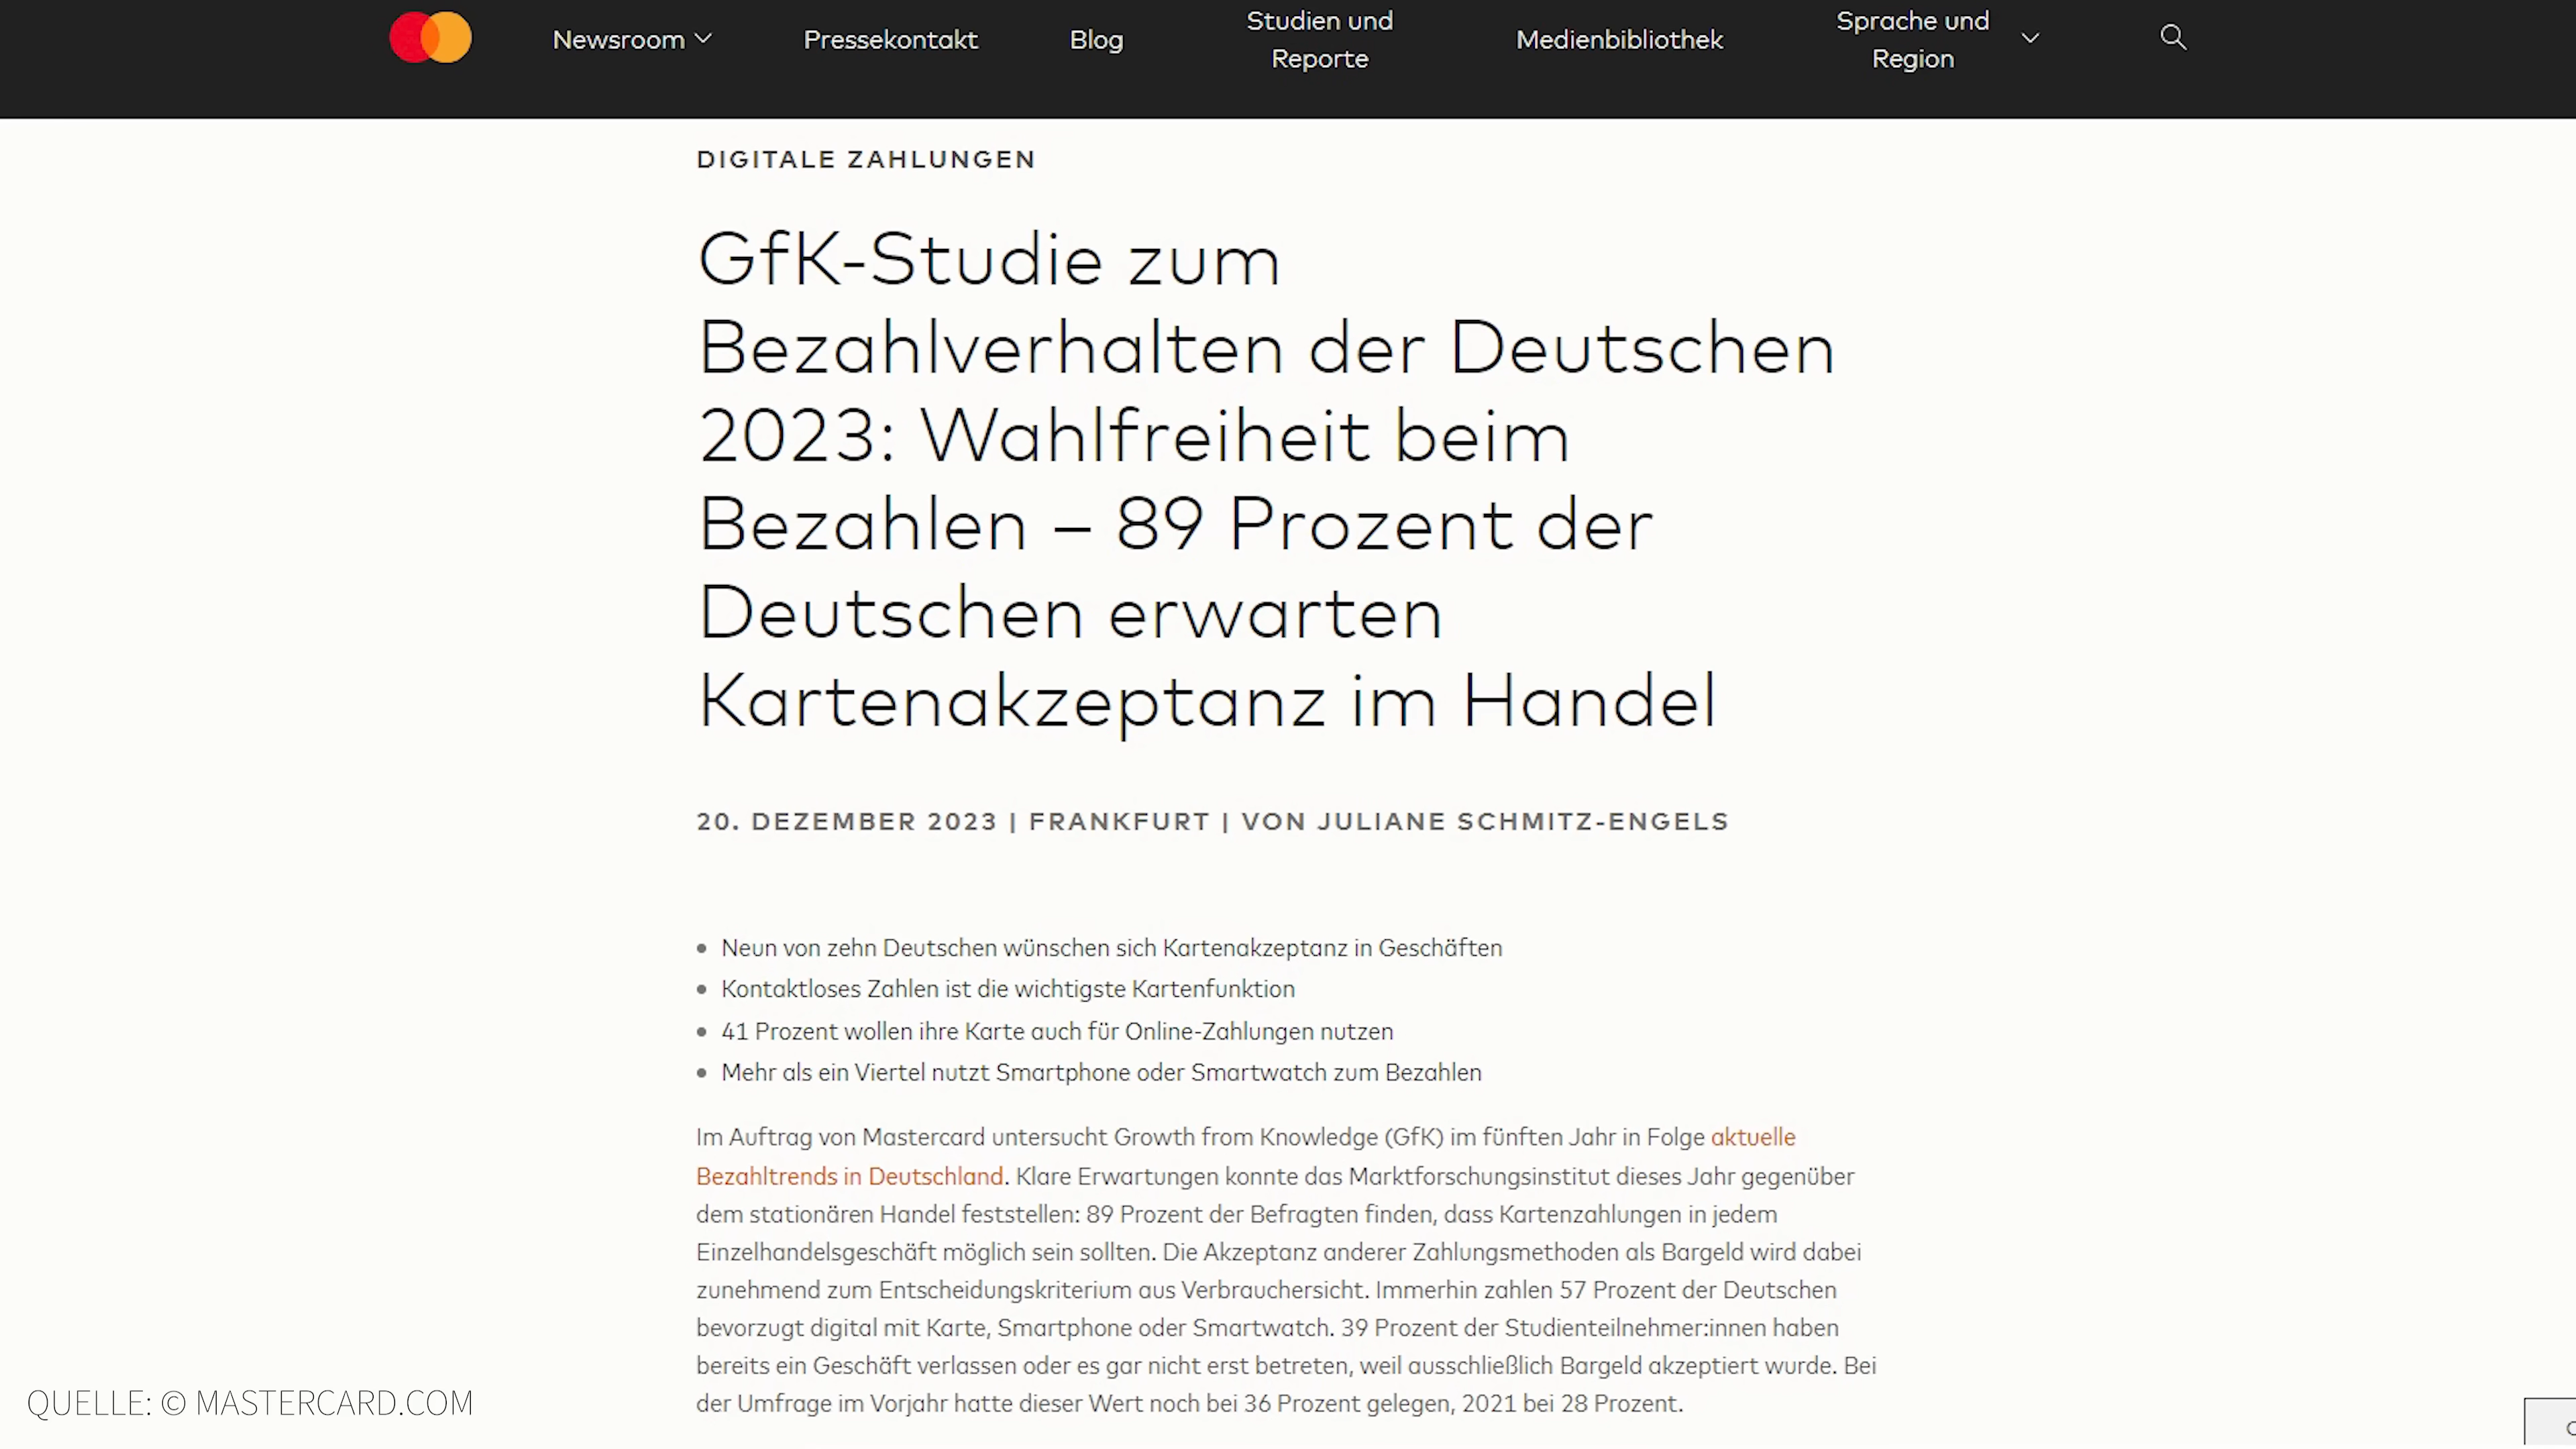 Newsroom
Pressekontakt
Blog
Studien und
Reporte
Medienbibliothek
Sprache und
Region
DIGITALE ZAHLUNGEN
GfK-Studie zum
Bezahlverhalten der Deutschen
2023: Wahlfreiheit beim
Bezahlen – 89 Prozent der
Deutschen erwarten
Kartenakzeptanz im Handel
20. DEZEMBER 2023 | FRANKFURT | VON JULIANE SCHMITZ-ENGELS
• Neun von zehn Deutschen wünschen sich Kartenakzeptanz in Geschäften
• Kontaktloses Zahlen ist die wichtigste Kartenfunktion
• 41 Prozent wollen ihre Karte auch für Online-Zahlungen nutzen
• Mehr als ein Viertel nutzt Smartphone oder Smartwatch zum Bezahlen
Im Auftrag von Mastercard untersucht Growth from Knowledge (GfK) im fünften Jahr in Folge aktuelle
Bezahltrends in Deutschland. Klare Erwartungen konnte das Marktforschungsinstitut dieses Jahr gegenüber
dem stationären Handel feststellen: 89 Prozent der Befragten finden, dass Kartenzahlungen in jedem
Einzelhandelsgeschäft möglich sein sollten. Die Akzeptanz anderer Zahlungsmethoden als Bargeld wird dabei
zunehmend zum Entscheidungskriterium aus Verbrauchersicht. Immerhin zahlen 57 Prozent der Deutschen
bevorzugt digital mit Karte, Smartphone oder Smartwatch. 39 Prozent der Studienteilnehmer:innen haben
bereits ein Geschäft verlassen oder es gar nicht erst betreten, weil ausschließlich Bargeld akzeptiert wurde. Bei
der Umfrage im Vorjahr hatte dieser Wert noch bei 36 Prozent gelegen, 2021 bei 28 Prozent.
QUELLE: © MASTERCARD.COM